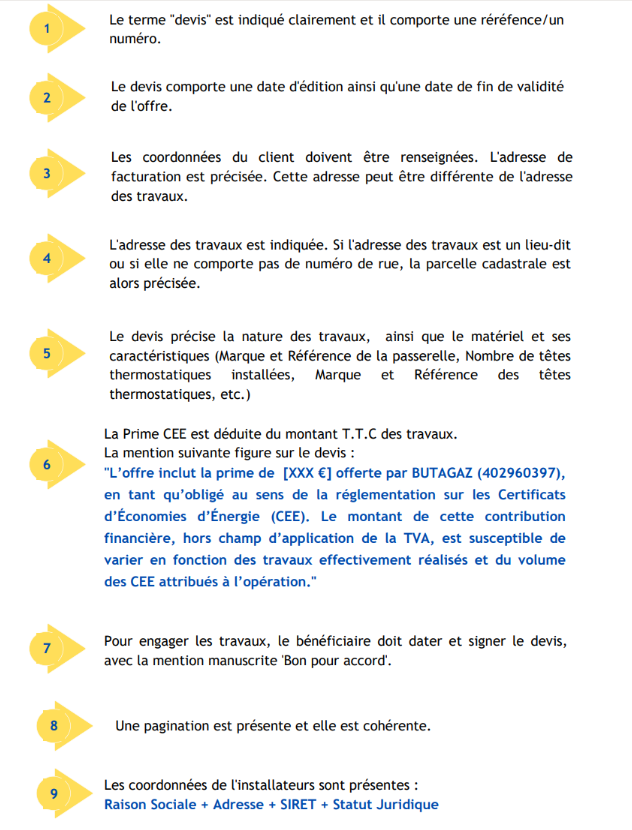 1
Le terme "devis" est indiqué clairement et il comporte une réréfence/un
numéro.
2
Le devis comporte une date d'édition ainsi qu'une date de fin de validité
de l'offre.
3
Les coordonnées du client doivent être renseignées. L'adresse de
facturation est précisée. Cette adresse peut être différente de l'adresse
des travaux.
4
L'adresse des travaux est indiquée. Si l'adresse des travaux est un lieu-dit
ou si elle ne comporte pas de numéro de rue, la parcelle cadastrale est
alors précisée.
5
Le devis précise la nature des travaux, ainsi que le matériel et ses
caractéristiques (Marque et Référence de la passerelle, Nombre de têtes
thermostatiques installées, Marque et Référence des têtes
thermostatiques, etc.)
6
La Prime CEE est déduite du montant T.T.C des travaux.
La mention suivante figure sur le devis :
"L'offre inclut la prime de [XXX €] offerte par BUTAGAZ (402960397),
en tant qu'obligé au sens de la réglementation sur les Certificats
d'Économies d'Énergie (CEE). Le montant de cette contribution
financière, hors champ d'application de la TVA, est susceptible de
varier en fonction des travaux effectivement réalisés et du volume
des CEE attribués à l'opération."
7
Pour engager les travaux, le bénéficiaire doit dater et signer le devis,
avec la mention manuscrite 'Bon pour accord'.
8
Une pagination est présente et elle est cohérente.
9
Les coordonnées de l'installateurs sont présentes :
Raison Sociale + Adresse + SIRET + Statut Juridique